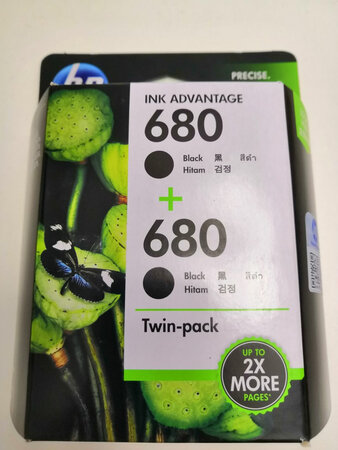 hp
PRECISE.
INK ADVANTAGE
680
Black 黑 สีดำ
Hitam 검정
+
680
Black 黑 สีดำ
Hitam 검정
Twin-pack
UP TO
2X
MORE
PAGES*